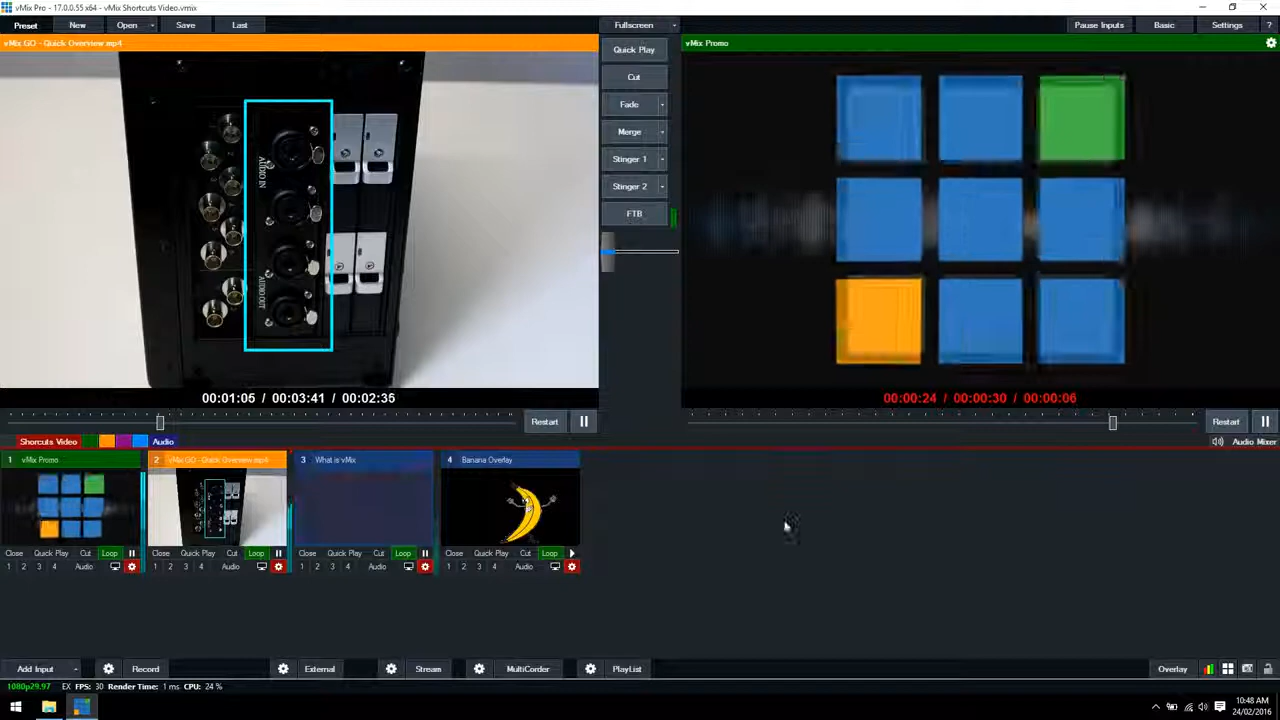 vMix Pro - 17.0.0.55 x64 - vMix Shortcuts Video.vmix
Preset New Open Save Last Fullscreen Pause Inputs Basic Settings ?
vMix GO - Quick Overview.mp4
vMix Promo
AUDIO IN
AUDIO OUT
Quick Play
Cut
Fade
Merge
Stinger 1
Stinger 2
FTB
00:01:05 / 00:03:41 / 00:02:35
00:00:24 / 00:00:30 / 00:00:06
Restart
Restart
Shorcuts Video Audio
Audio Mixer
1 vMix Promo
2 vMix GO - Quick Overview.mp4
3 What is vMix
4 Banana Overlay
Close Quick Play Cut Loop
1 2 3 4 Audio
Close Quick Play Cut Loop
1 2 3 4 Audio
Close Quick Play Cut Loop
1 2 3 4 Audio
Close Quick Play Cut Loop
1 2 3 4 Audio
Add Input Record External Stream MultiCorder PlayList Overlay
1080p29.97 EX FPS: 30 Render Time: 1 ms CPU: 24 %
10:48 AM
24/02/2016